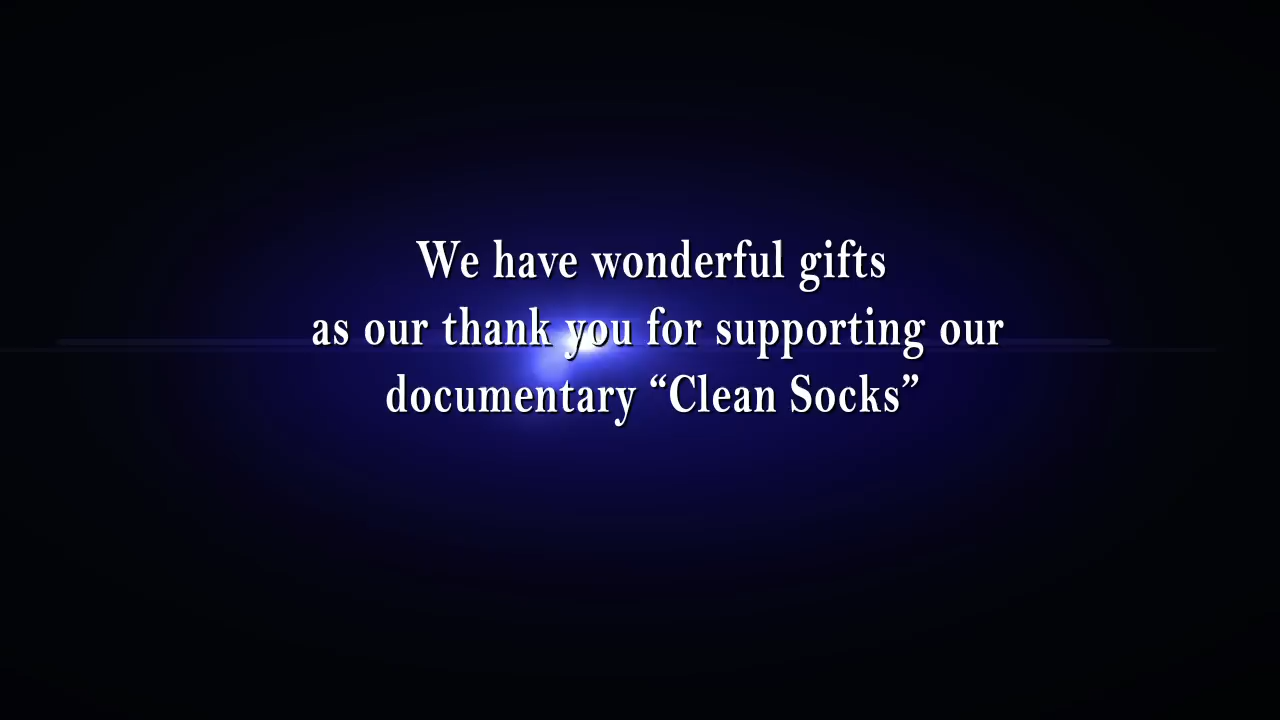 We have wonderful gifts
as our thank you for supporting our
documentary “Clean Socks”